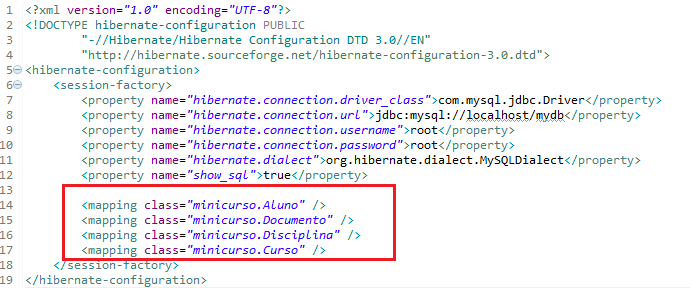 1 <?xml version="1.0" encoding="UTF-8"?>
2 <!DOCTYPE hibernate-configuration PUBLIC
3 "-//Hibernate/Hibernate Configuration DTD 3.0//EN"
4 "http://hibernate.sourceforge.net/hibernate-configuration-3.0.dtd">
5 <hibernate-configuration>
6 <session-factory>
7 <property name="hibernate.connection.driver_class">com.mysql.jdbc.Driver</property>
8 <property name="hibernate.connection.url">jdbc:mysql://localhost/mydb</property>
9 <property name="hibernate.connection.username">root</property>
10 <property name="hibernate.connection.password">root</property>
11 <property name="hibernate.dialect">org.hibernate.dialect.MySQLDialect</property>
12 <property name="show_sql">true</property>
13
14 <mapping class="minicurso.Aluno" />
15 <mapping class="minicurso.Documento" />
16 <mapping class="minicurso.Disciplina" />
17 <mapping class="minicurso.Curso" />
18 </session-factory>
19 </hibernate-configuration>